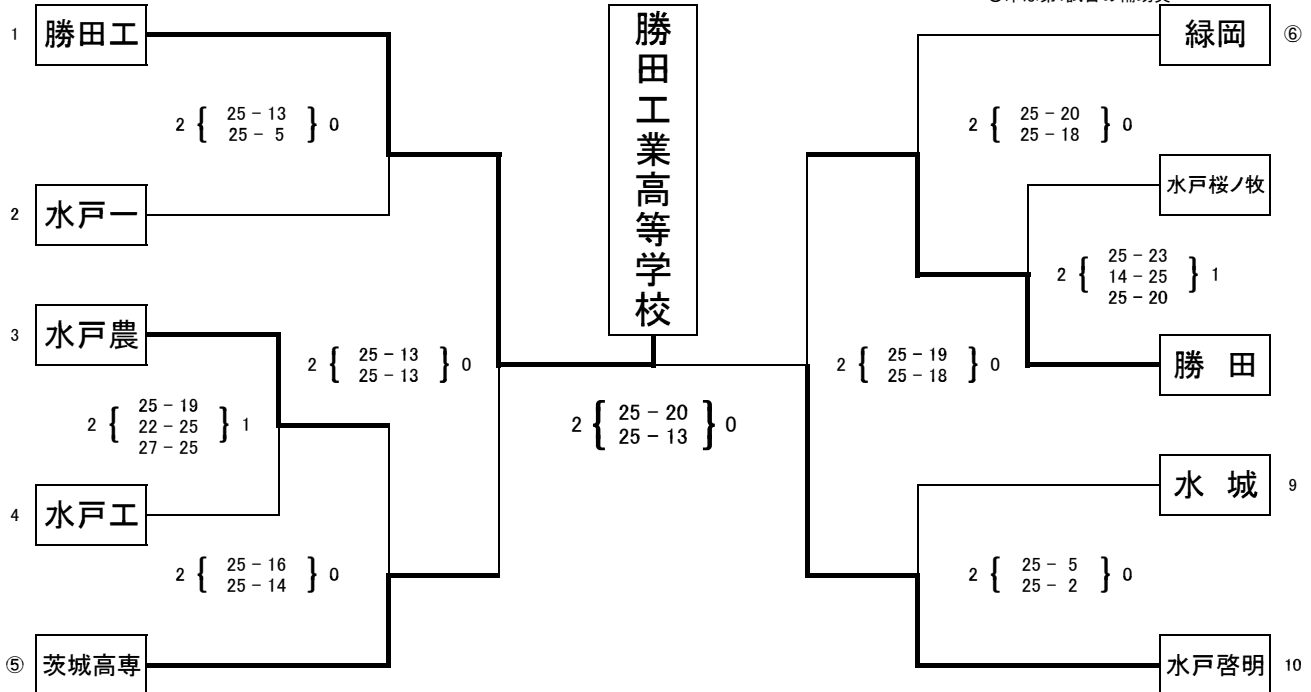 1 勝田工
2 { 25 - 13
25 - 5 } 0
2 水戸一
3 水戸農
2 { 25 - 19
22 - 25
27 - 25 } 1
4 水戸工
2 { 25 - 16
25 - 14 } 0
⑤ 茨城高専
2 { 25 - 13
25 - 13 } 0
勝田工業高等学校
2 { 25 - 20
25 - 13 } 0
緑岡 ⑥
2 { 25 - 20
25 - 18 } 0
水戸桜ノ牧
2 { 25 - 23
14 - 25
25 - 20 } 1
勝 田
2 { 25 - 19
25 - 18 } 0
水 城 9
2 { 25 - 5
25 - 2 } 0
水戸啓明 10